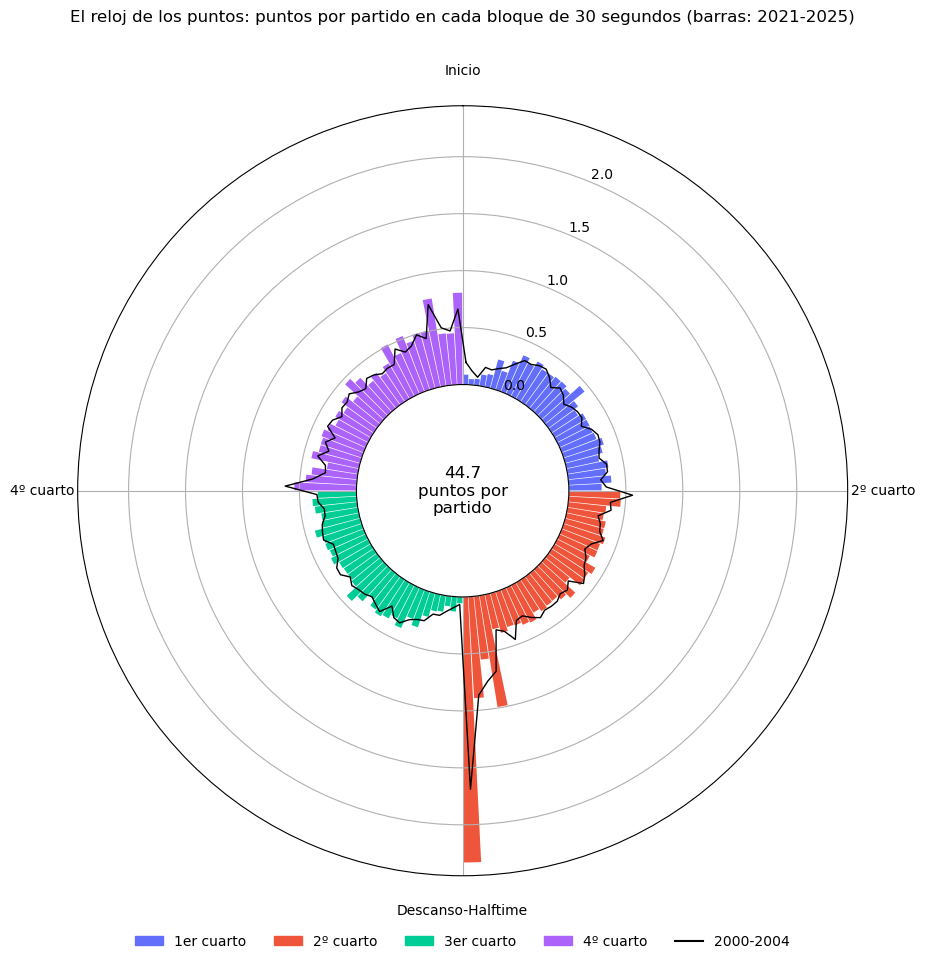 El reloj de los puntos: puntos por partido en cada bloque de 30 segundos (barras: 2021-2025)
Inicio
2.0
1.5
1.0
0.5
0.0
44.7
puntos por
partido
4º cuarto
2º cuarto
Descanso-Halftime
1er cuarto
2º cuarto
3er cuarto
4º cuarto
2000-2004